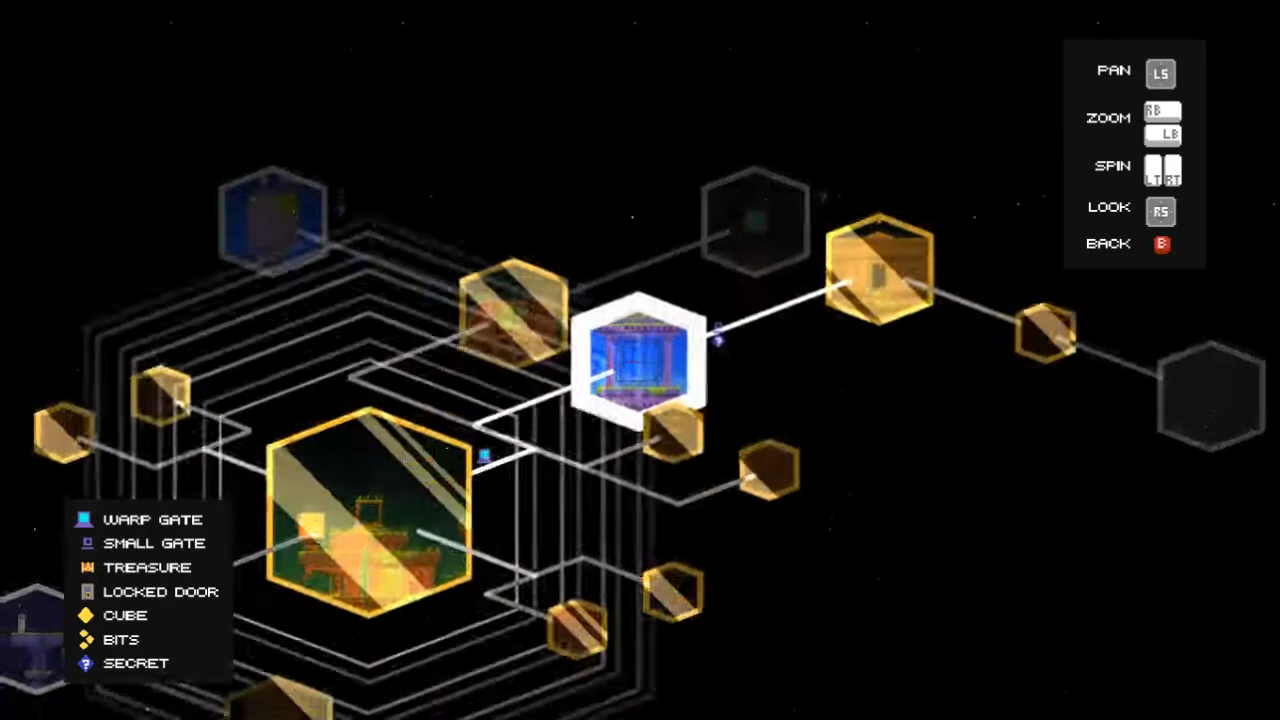 PAN LS
ZOOM RB
LB
SPIN LT RT
LOOK RS
BACK B
WARP GATE
SMALL GATE
TREASURE
LOCKED DOOR
CUBE
BITS
? SECRET